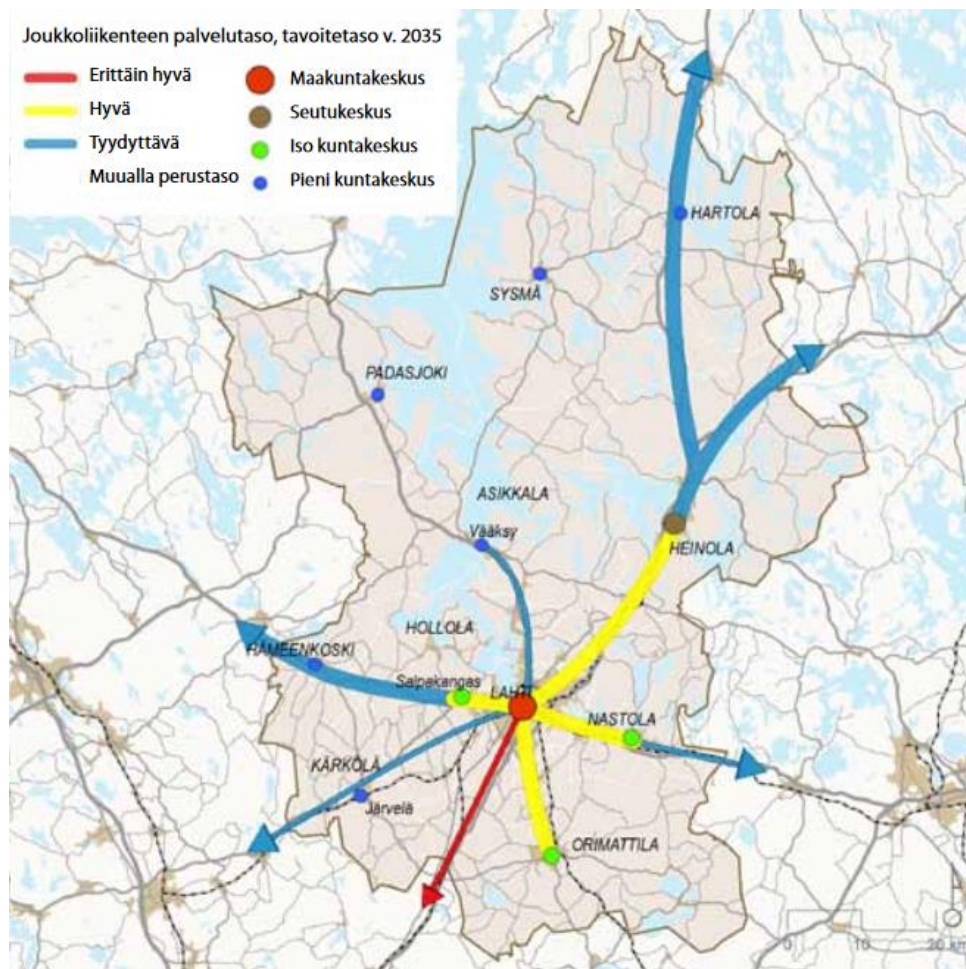 Joukkoliikenteen palvelutaso, tavoitetaso v. 2035
Erittäin hyvä
Hyvä
Tyydyttävä
Muualla perustaso
Maakuntakeskus
Seutukeskus
Iso kuntakeskus
Pieni kuntakeskus
HARTOLA
SYSMÄ
PADASJOKI
ASIKKALA
Vääksy
HEINOLA
HOLLOLA
HÄMEENKOSKI
Salpakangas
LAHTI
NASTOLA
KÄRKÖLÄ
Järvelä
ORIMATTILA
0 10 20 km